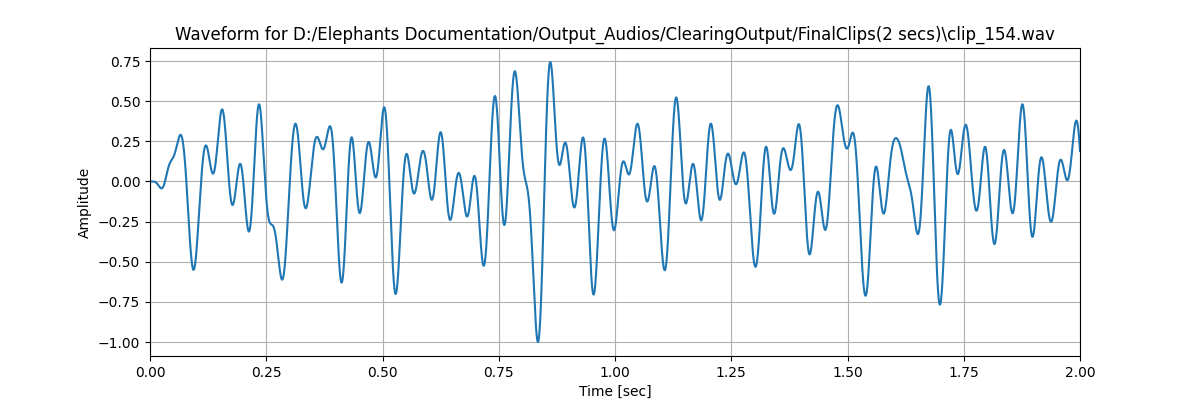 Waveform for D:/Elephants Documentation/Output_Audios/ClearingOutput/FinalClips(2 secs)\clip_154.wav
0.75
0.50
0.25
0.00
−0.25
−0.50
−0.75
−1.00
Amplitude
0.00 0.25 0.50 0.75 1.00 1.25 1.50 1.75 2.00
Time [sec]